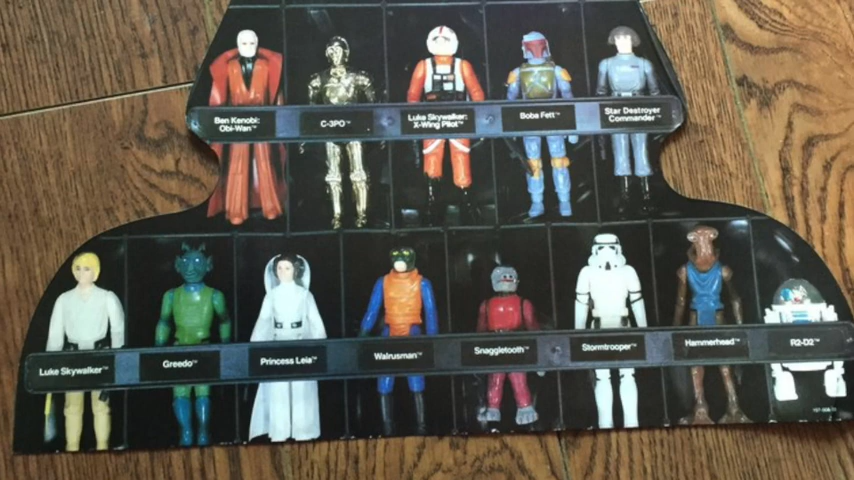 Ben Kenobi:
Obi-Wan™
C-3PO™
Luke Skywalker:
X-Wing Pilot™
Boba Fett™
Star Destroyer
Commander™
Luke Skywalker™
Greedo™
Princess Leia™
Walrusman™
Snaggletooth™
Stormtrooper™
Hammerhead™
R2-D2™